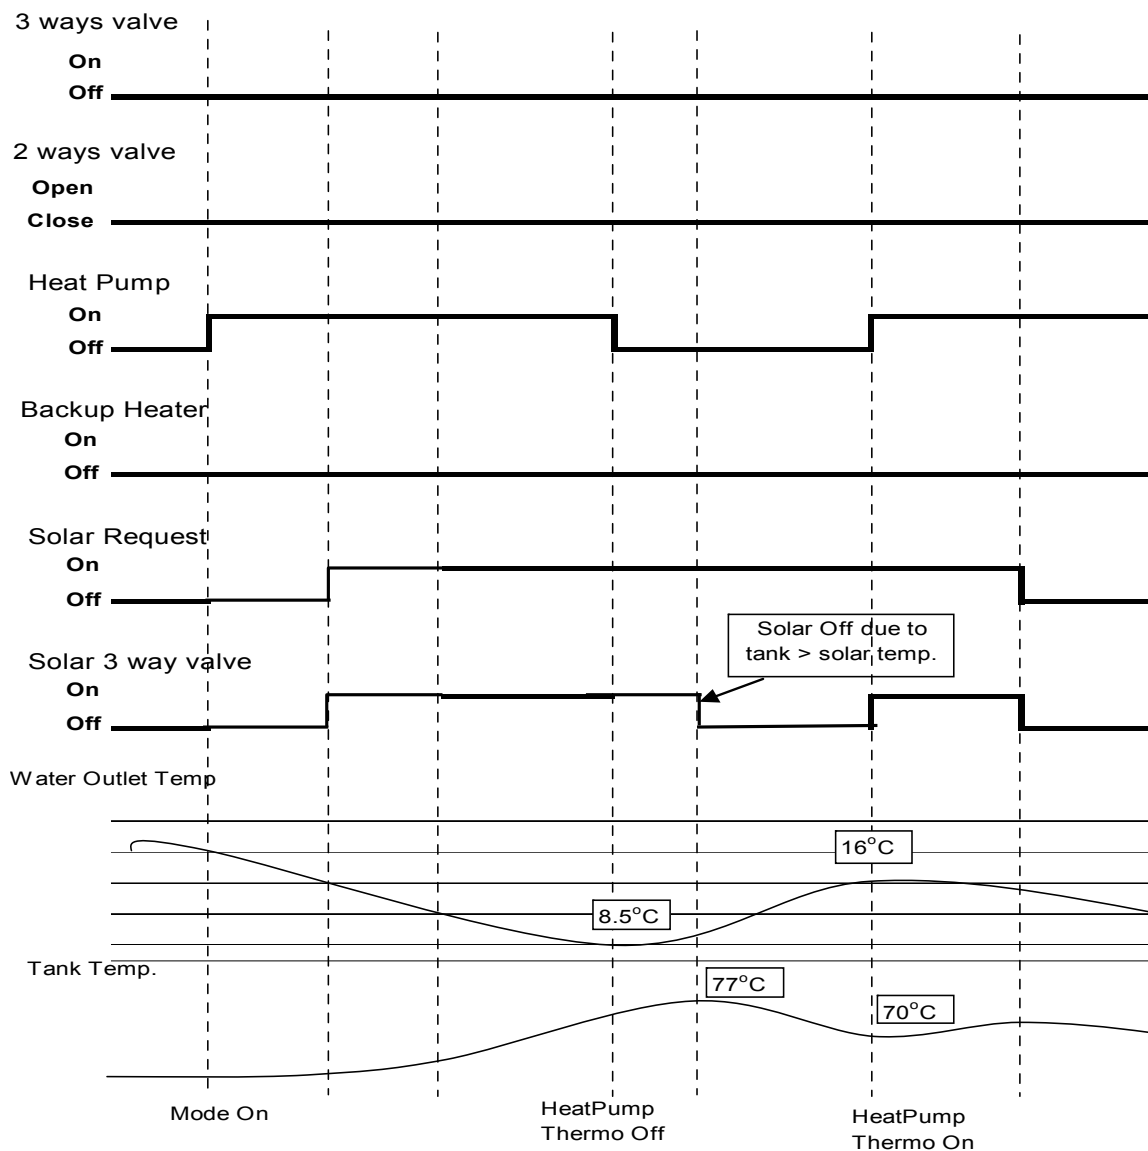 3 ways valve
On
Off
2 ways valve
Open
Close
Heat Pump
On
Off
Backup Heater
On
Off
Solar Request
On
Off
Solar Off due to
tank > solar temp.
Solar 3 way valve
On
Off
Water Outlet Temp
16°C
8.5°C
Tank Temp.
77°C
70°C
Mode On
HeatPump
Thermo Off
HeatPump
Thermo On